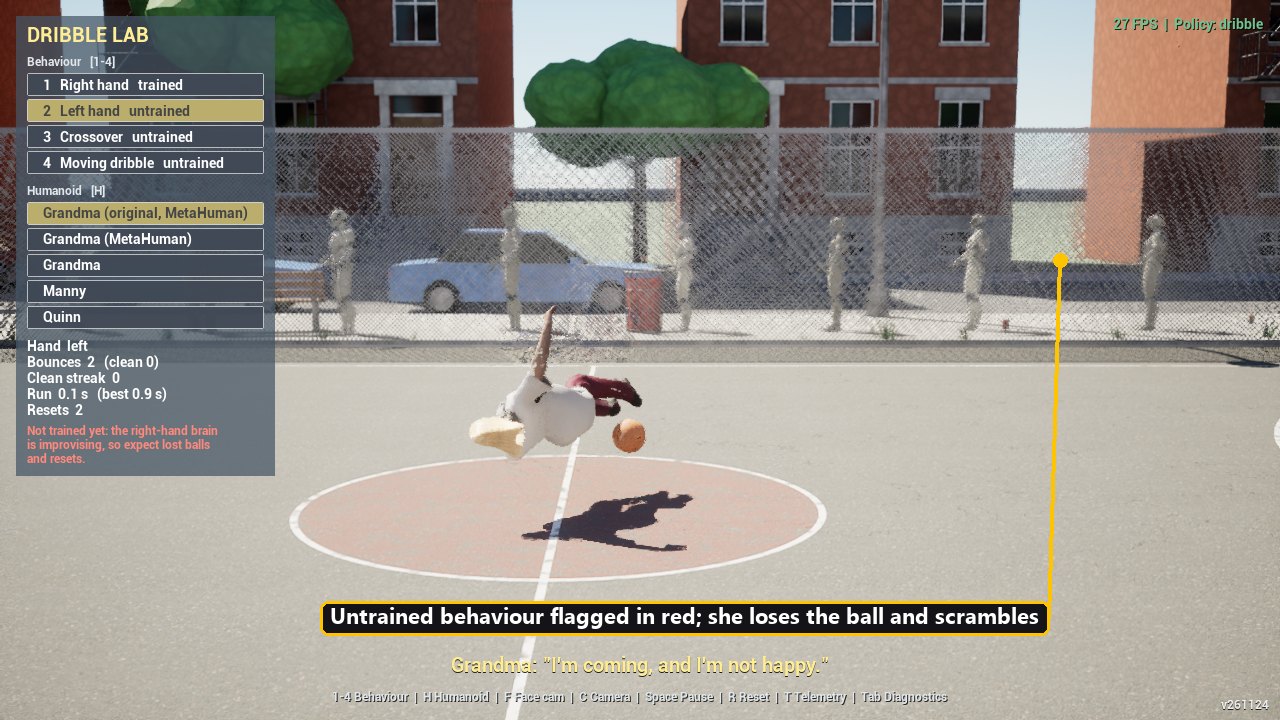 DRIBBLE LAB
27 FPS | Policy: dribble
Behaviour [1-4]
1 Right hand trained
2 Left hand untrained
3 Crossover untrained
4 Moving dribble untrained
Humanoid [H]
Grandma (original, MetaHuman)
Grandma (MetaHuman)
Grandma
Manny
Quinn
Hand left
Bounces 2 (clean 0)
Clean streak 0
Run 0.1 s (best 0.9 s)
Resets 2
Not trained yet: the right-hand brain
is improvising, so expect lost balls
and resets.
Untrained behaviour flagged in red; she loses the ball and scrambles
Grandma: "I'm coming, and I'm not happy."
1-4 Behaviour | H Humanoid | F Face cam | C Camera | Space Pause | R Reset | T Telemetry | Tab Diagnostics
v261124